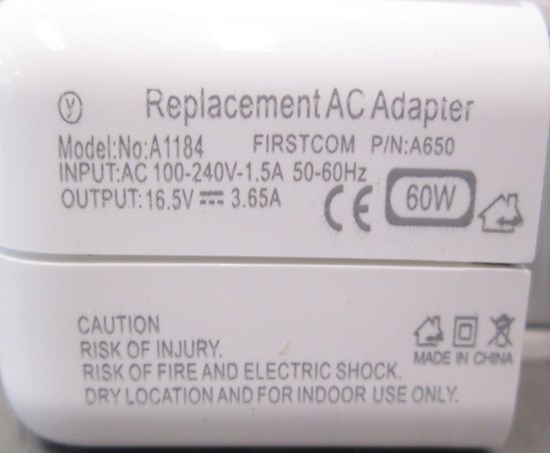 Ⓨ Replacement AC Adapter
Model:No:A1184 FIRSTCOM P/N:A650
INPUT:AC 100-240V-1.5A 50-60Hz
OUTPUT:16.5V ⎓ 3.65A CE 60W
CAUTION
RISK OF INJURY.
RISK OF FIRE AND ELECTRIC SHOCK.
MADE IN CHINA
DRY LOCATION AND FOR INDOOR USE ONLY.